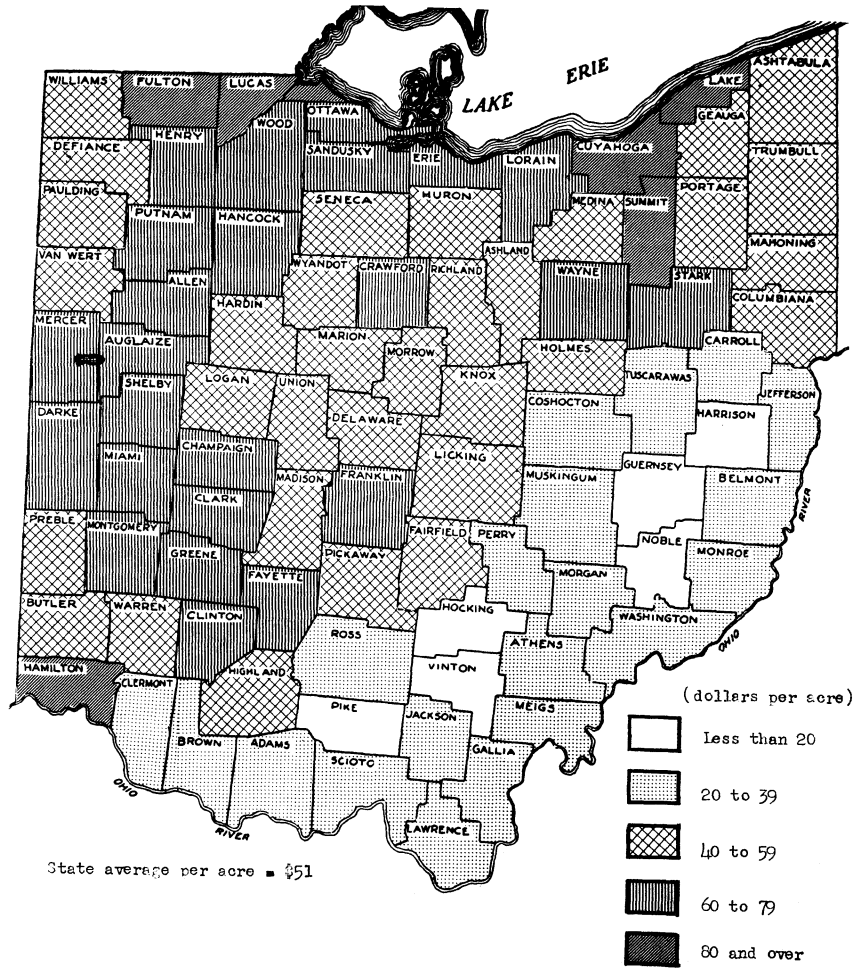 LAKE ERIE
ASHTABULA
WILLIAMS
FULTON
LUCAS
LAKE
OTTAWA
GEAUGA
WOOD
HENRY
DEFIANCE
SANDUSKY
ERIE
LORAIN
CUYAHOGA
TRUMBULL
PAULDING
SENECA
HURON
MEDINA
SUMMIT
PORTAGE
PUTNAM
HANCOCK
MAHONING
VAN WERT
ASHLAND
WYANDOT
CRAWFORD
RICHLAND
WAYNE
STARK
ALLEN
HARDIN
COLUMBIANA
MERCER
AUGLAIZE
MARION
MORROW
HOLMES
CARROLL
TUSCARAWAS
SHELBY
LOGAN
UNION
KNOX
JEFFERSON
COSHOCTON
DARKE
DELAWARE
HARRISON
CHAMPAIGN
MIAMI
LICKING
GUERNSEY
MADISON
FRANKLIN
MUSKINGUM
BELMONT
CLARK
RIVER
PREBLE
MONTGOMERY
FAIRFIELD
PERRY
NOBLE
GREENE
PICKAWAY
MONROE
FAYETTE
MORGAN
BUTLER
WARREN
HOCKING
CLINTON
WASHINGTON
ROSS
ATHENS
OHIO
HAMILTON
HIGHLAND
VINTON
CLERMONT
(dollars per acre)
PIKE
JACKSON
MEIGS
Less than 20
BROWN
ADAMS
GALLIA
SCIOTO
OHIO
20 to 39
RIVER
LAWRENCE
40 to 59
State average per acre = $51
60 to 79
80 and over